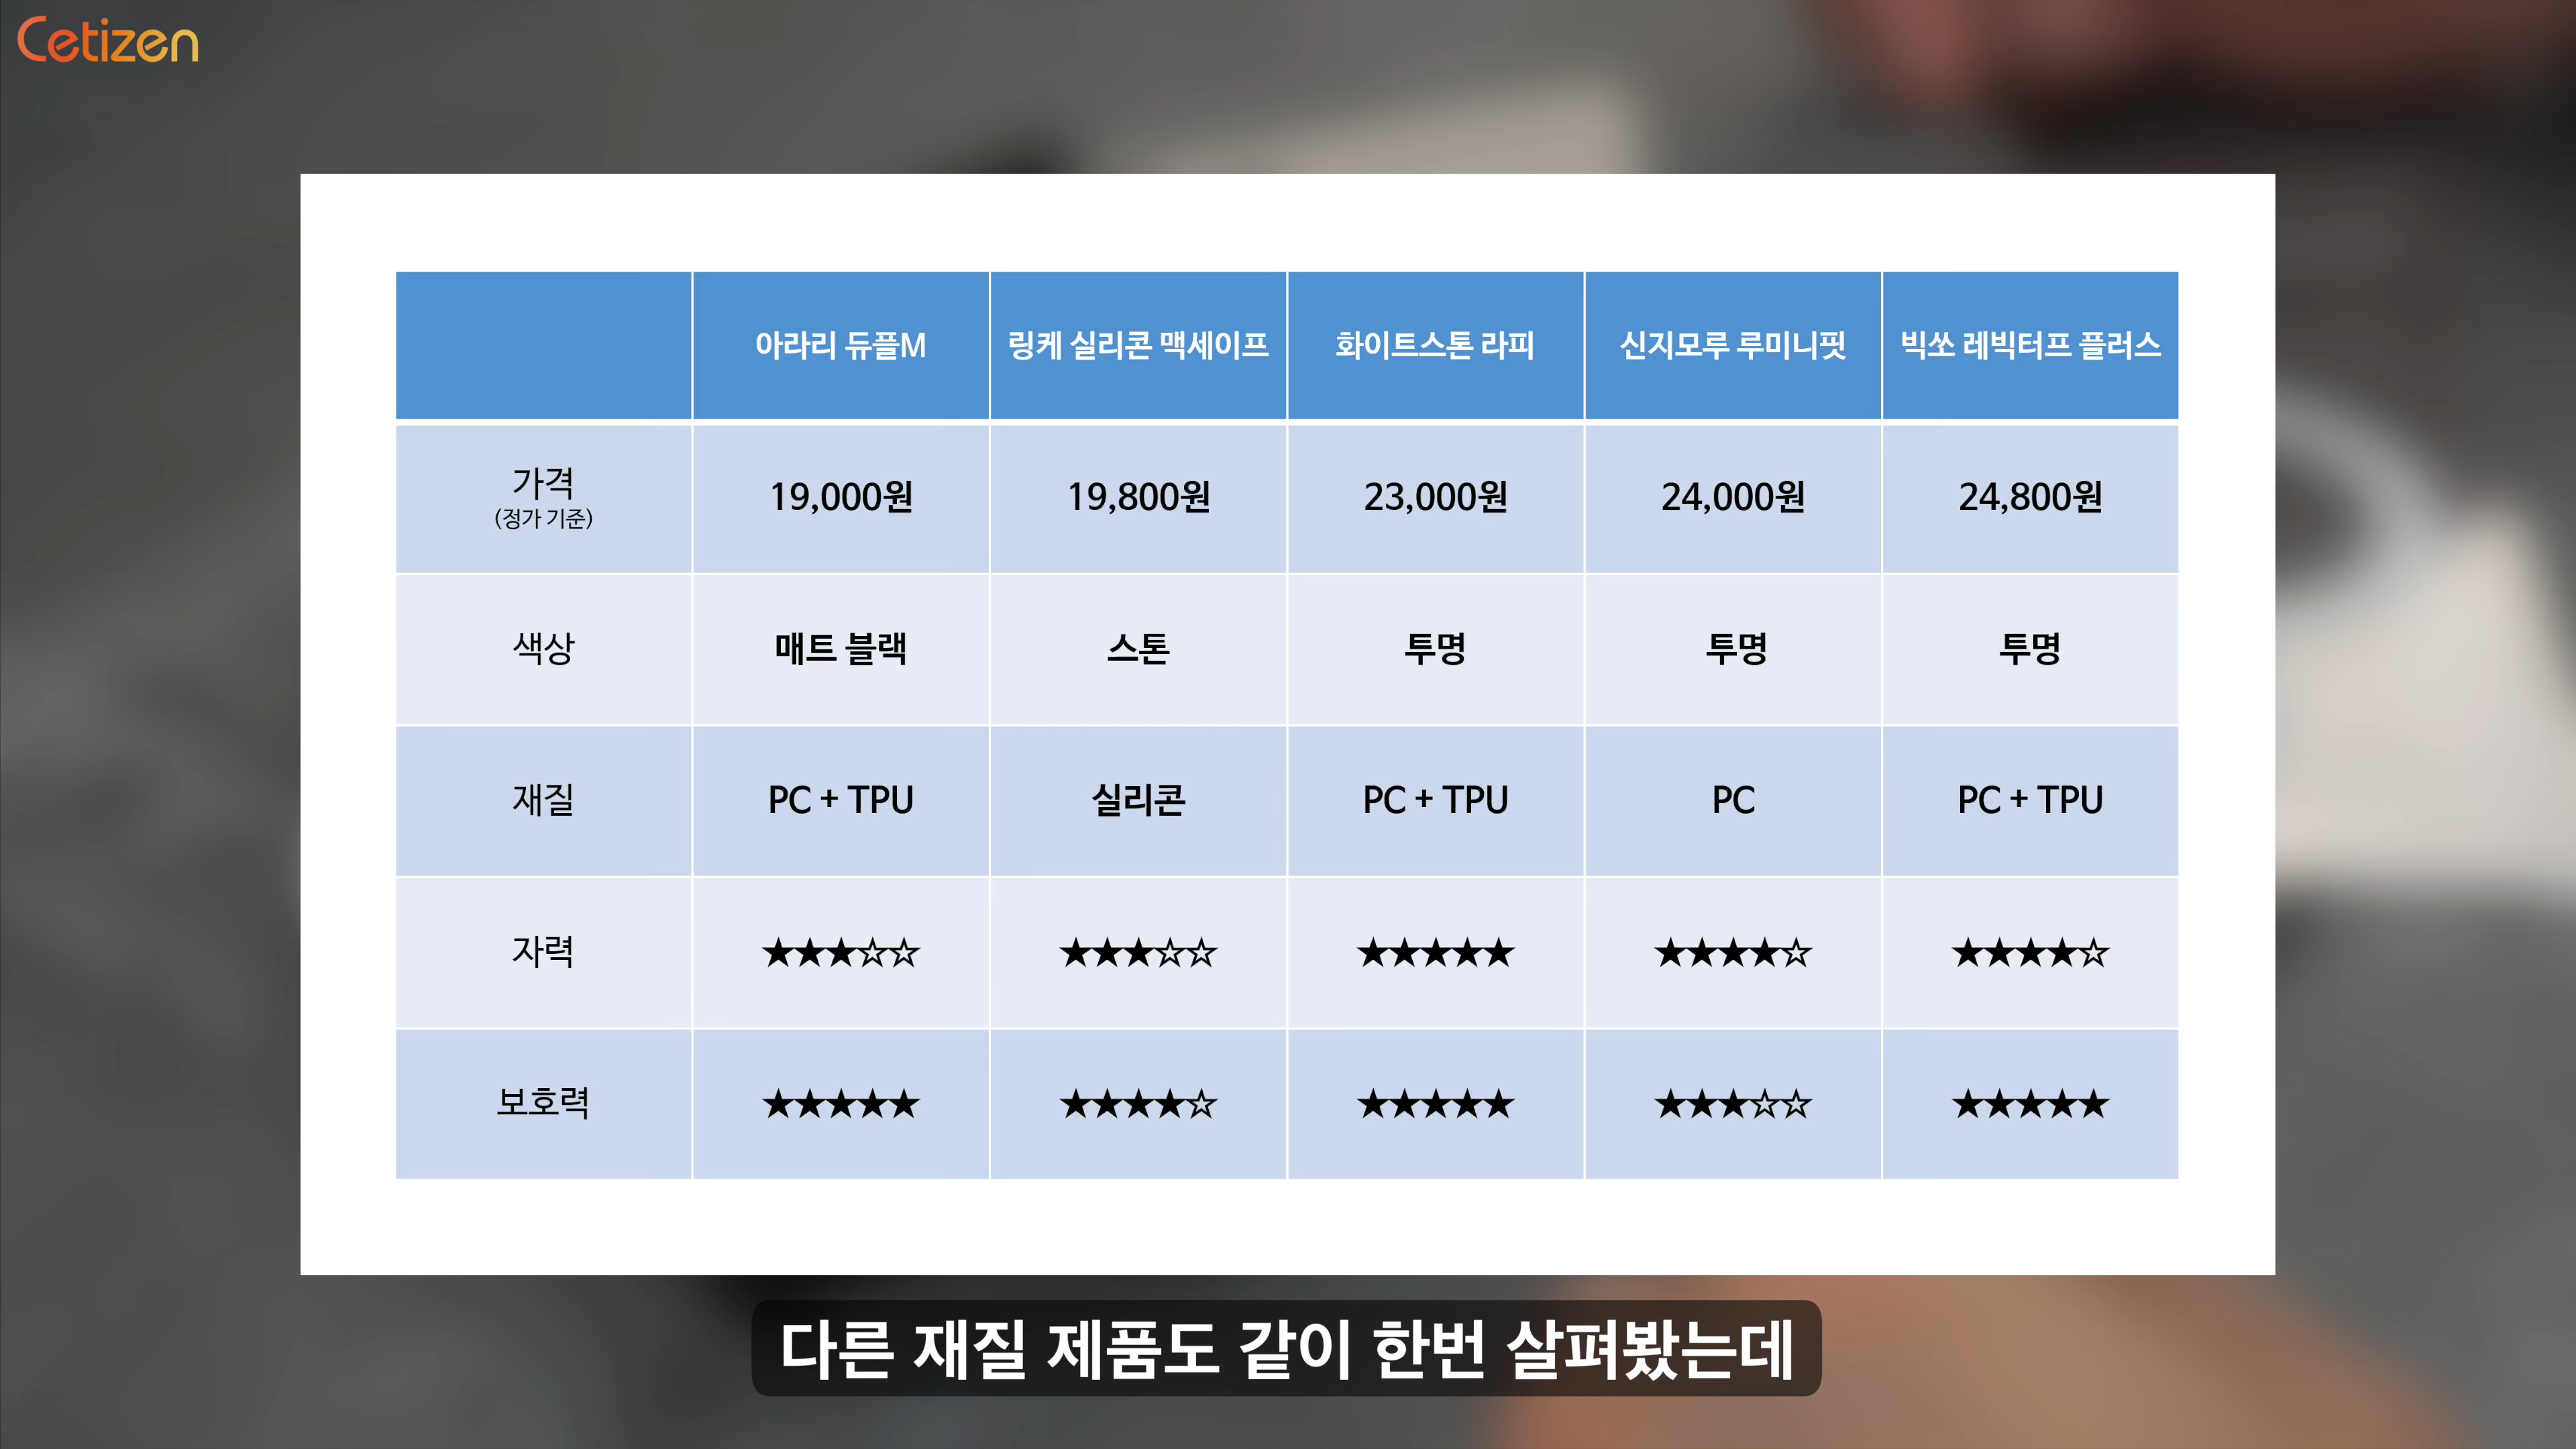 Cetizen
아라리 듀플M 링케 실리콘 맥세이프 화이트스톤 라피 신지모루 루미니핏 빅쏘 레빅터프 플러스
가격 19,000원 19,800원 23,000원 24,000원 24,800원
(정가 기준)
색상 매트 블랙 스톤 투명 투명 투명
재질 PC + TPU 실리콘 PC + TPU PC PC + TPU
자력 ★★★☆☆ ★★★☆☆ ★★★★★ ★★★★☆ ★★★★☆
보호력 ★★★★★ ★★★★☆ ★★★★★ ★★★☆☆ ★★★★★
다른 재질 제품도 같이 한번 살펴봤는데